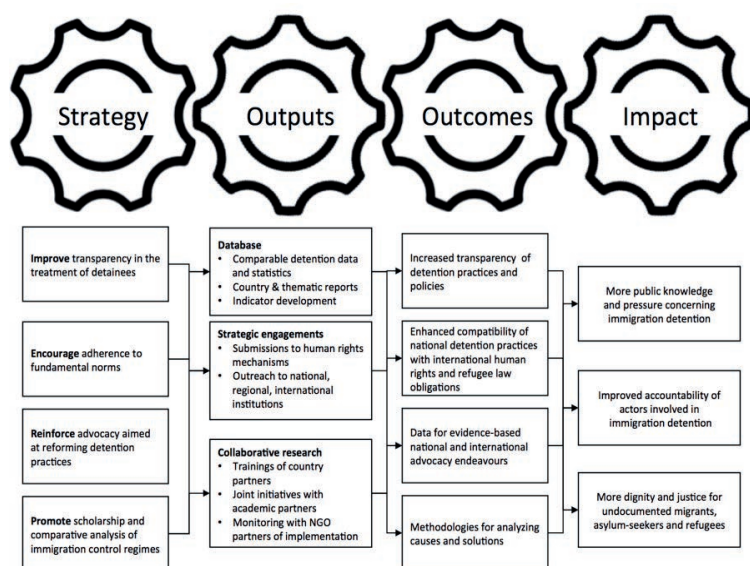 Strategy
Outputs
Outcomes
Impact
Improve transparency in the
treatment of detainees
Encourage adherence to
fundamental norms
Reinforce advocacy aimed
at reforming detention
practices
Promote scholarship and
comparative analysis of
immigration control regimes
Database
• Comparable detention data
and statistics
• Country & thematic reports
• Indicator development
Strategic engagements
• Submissions to human rights
mechanisms
• Outreach to national,
regional, international
institutions
Collaborative research
• Trainings of country
partners
• Joint initiatives with
academic partners
• Monitoring with NGO
partners of implementation
Increased transparency of
detention practices and
policies
Enhanced compatibility of
national detention practices
with international human
rights and refugee law
obligations
Data for evidence-based
national and international
advocacy endeavours
Methodologies for analyzing
causes and solutions
More public knowledge
and pressure concerning
immigration detention
Improved accountability of
actors involved in
immigration detention
More dignity and justice for
undocumented migrants,
asylum-seekers and refugees